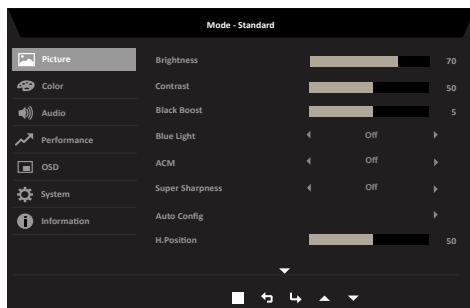 Mode - Standard
Picture
Color
Audio
Performance
OSD
System
Information
Brightness 70
Contrast 50
Black Boost 5
Blue Light Off
ACM Off
Super Sharpness Off
Auto Config
H.Position 50